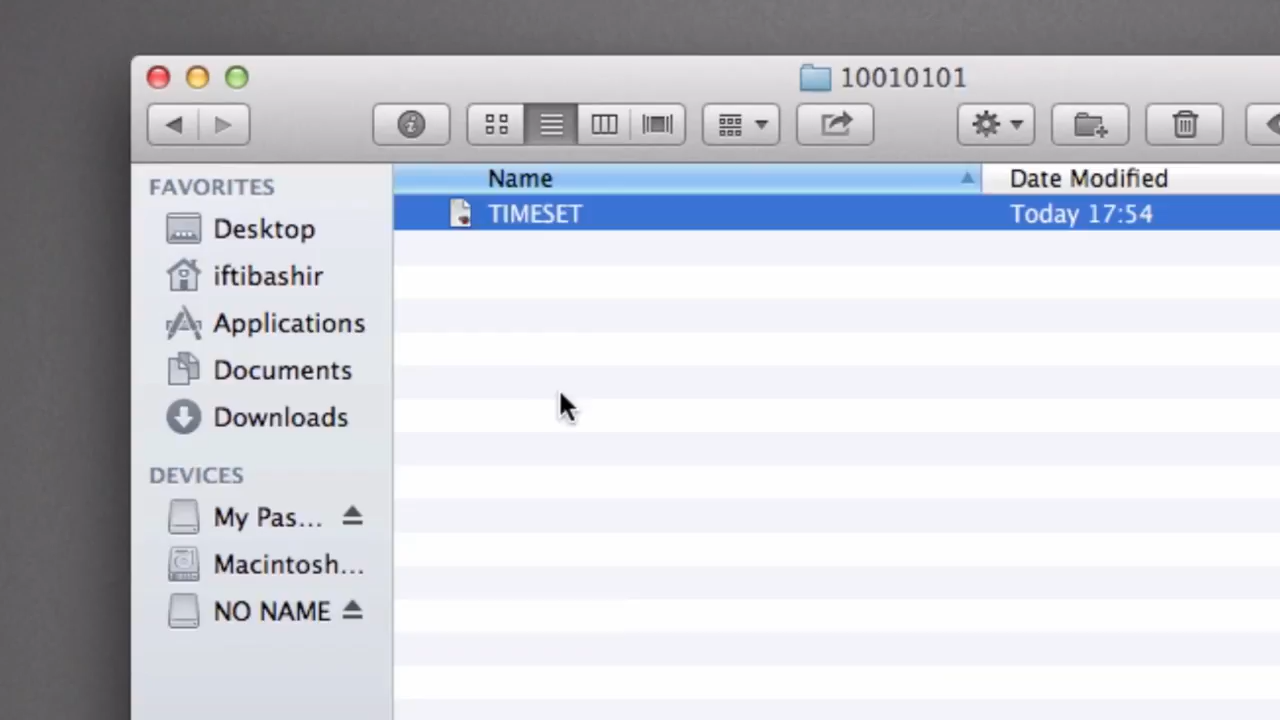 10010101
FAVORITES
Desktop
iftibashir
Applications
Documents
Downloads
DEVICES
My Pas...
Macintosh...
NO NAME
Name
Date Modified
TIMESET
Today 17:54